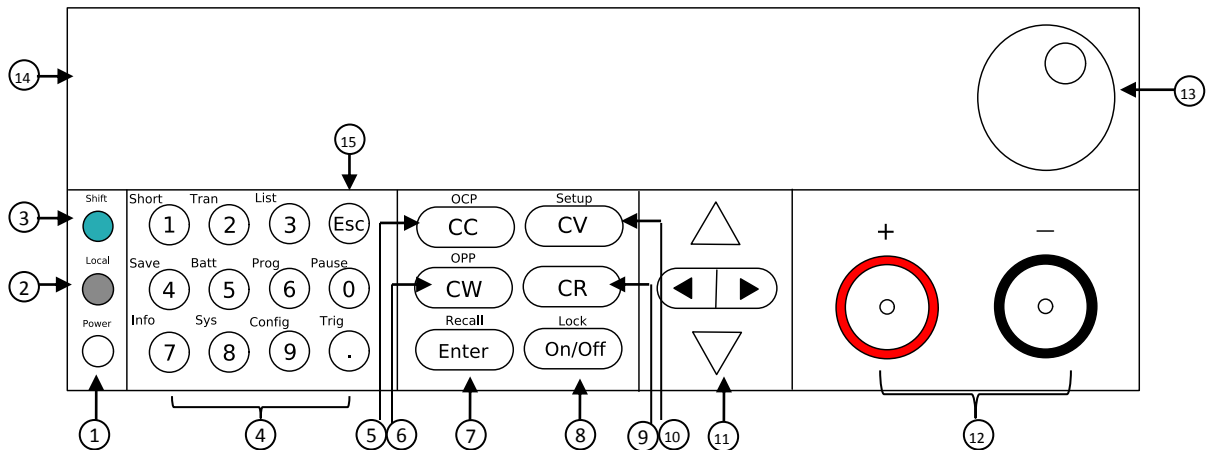 14
13
15
Shift
Short Tran List
OCP
Setup
3
1 2 3 Esc
CC
CV
+ —
Local
Save Batt Prog Pause
OPP
2
4 5 6 0
CW
CR
Power
Info Sys Config Trig
Recall
Lock
7 8 9 .
Enter
On/Off
1 4 5 6 7 8 9 10 11 12